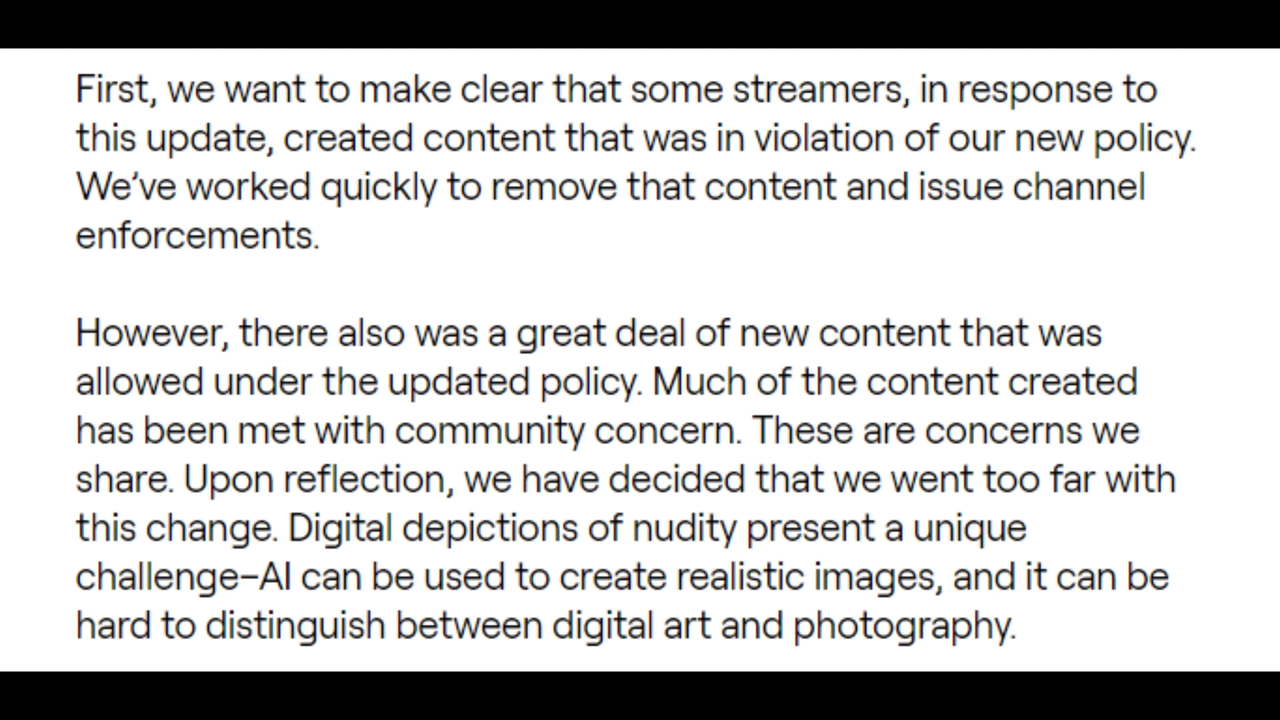 First, we want to make clear that some streamers, in response to
this update, created content that was in violation of our new policy.
We’ve worked quickly to remove that content and issue channel
enforcements.
However, there also was a great deal of new content that was
allowed under the updated policy. Much of the content created
has been met with community concern. These are concerns we
share. Upon reflection, we have decided that we went too far with
this change. Digital depictions of nudity present a unique
challenge–AI can be used to create realistic images, and it can be
hard to distinguish between digital art and photography.